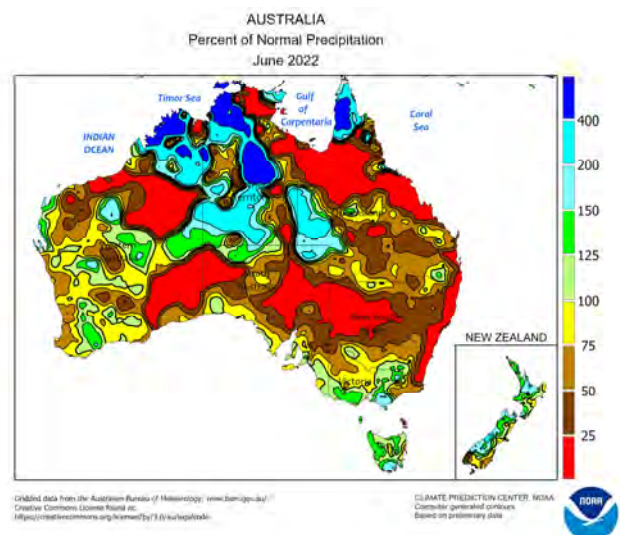 AUSTRALIA
Percent of Normal Precipitation
June 2022
Timor Sea
Gulf
of
Carpentaria
Coral
Sea
INDIAN
OCEAN
400
200
150
125
100
75
50
25
Victoria
NEW ZEALAND
Gridded data from the Australian Bureau of Meteorology; www.bom.gov.au/
Creative Commons License found at:
CLIMATE PREDICTION CENTER, NOAA
Computer generated contours
Based on preliminary data
NOAA